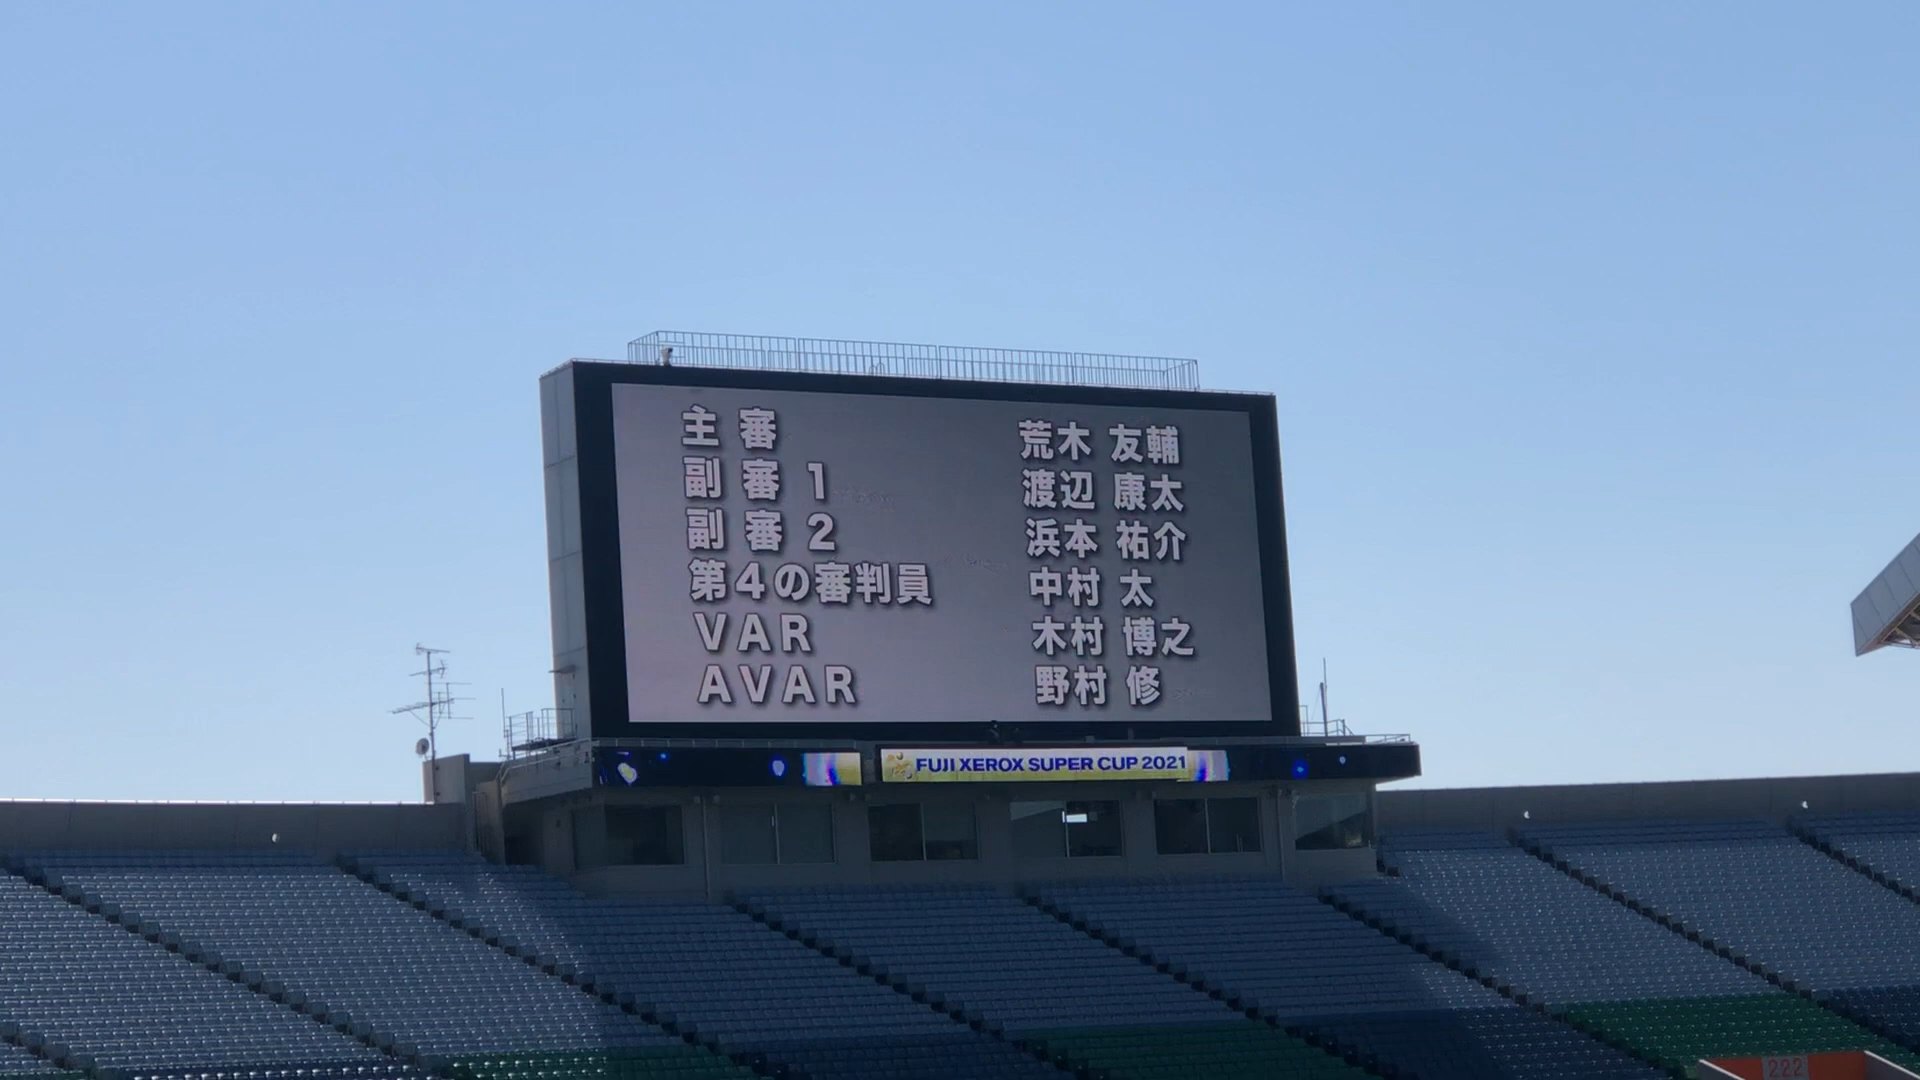 主審 荒木 友輔
副審 1 渡辺 康太
副審 2 浜本 祐介
第4の審判員 中村 太
VAR 木村 博之
AVAR 野村 修
FUJI XEROX SUPER CUP 2021
222